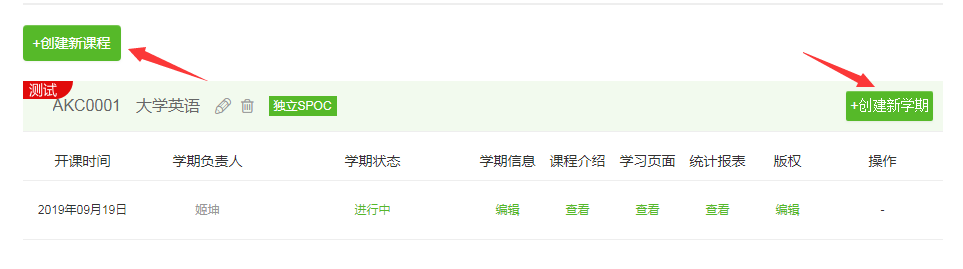 +创建新课程
测试
AKC0001 大学英语 独立SPOC +创建新学期
开课时间 学期负责人 学期状态 学期信息 课程介绍 学习页面 统计报表 版权 操作
2019年09月19日 姬坤 进行中 编辑 查看 查看 查看 编辑 -